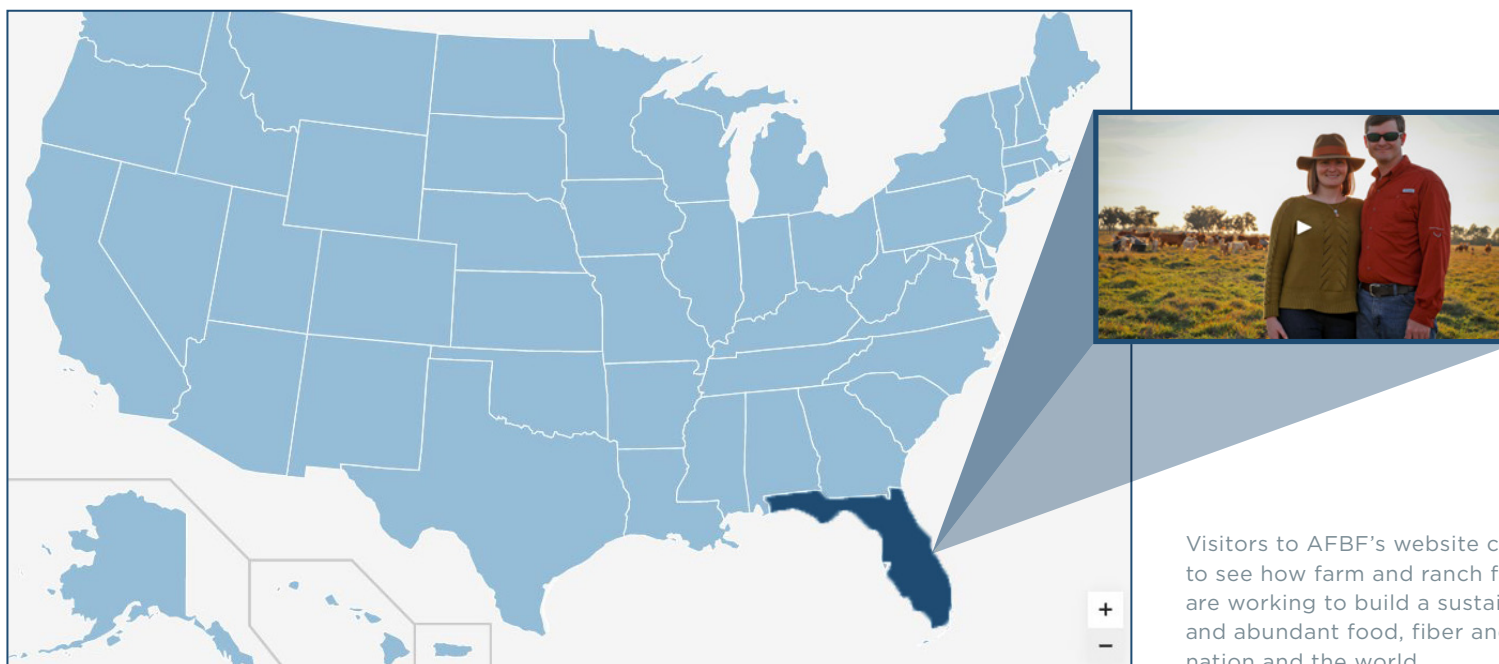 +
−
Visitors to AFBF’s website
to see how farm and ranch
are working to build a
and abundant food, fiber
nation and the world